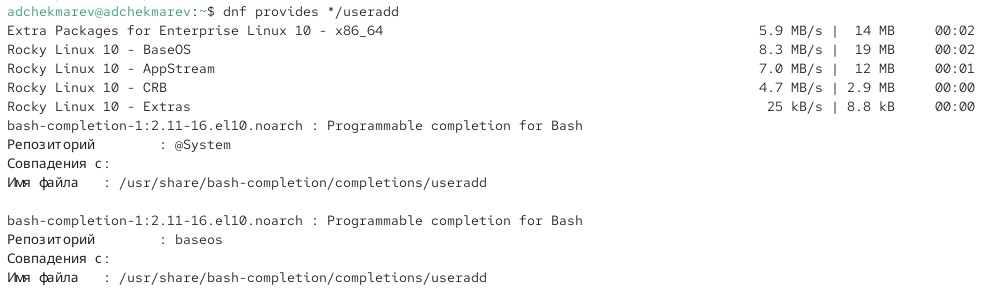 adchekmarev@adchekmarev:~$ dnf provides */useradd
Extra Packages for Enterprise Linux 10 - x86_64 5.9 MB/s | 14 MB 00:02
Rocky Linux 10 - BaseOS 8.3 MB/s | 19 MB 00:02
Rocky Linux 10 - AppStream 7.0 MB/s | 12 MB 00:01
Rocky Linux 10 - CRB 4.7 MB/s | 2.9 MB 00:00
Rocky Linux 10 - Extras 25 kB/s | 8.8 kB 00:00
bash-completion-1:2.11-16.el10.noarch : Programmable completion for Bash
Репозиторий : @System
Совпадения с:
Имя файла : /usr/share/bash-completion/completions/useradd

bash-completion-1:2.11-16.el10.noarch : Programmable completion for Bash
Репозиторий : baseos
Совпадения с:
Имя файла : /usr/share/bash-completion/completions/useradd